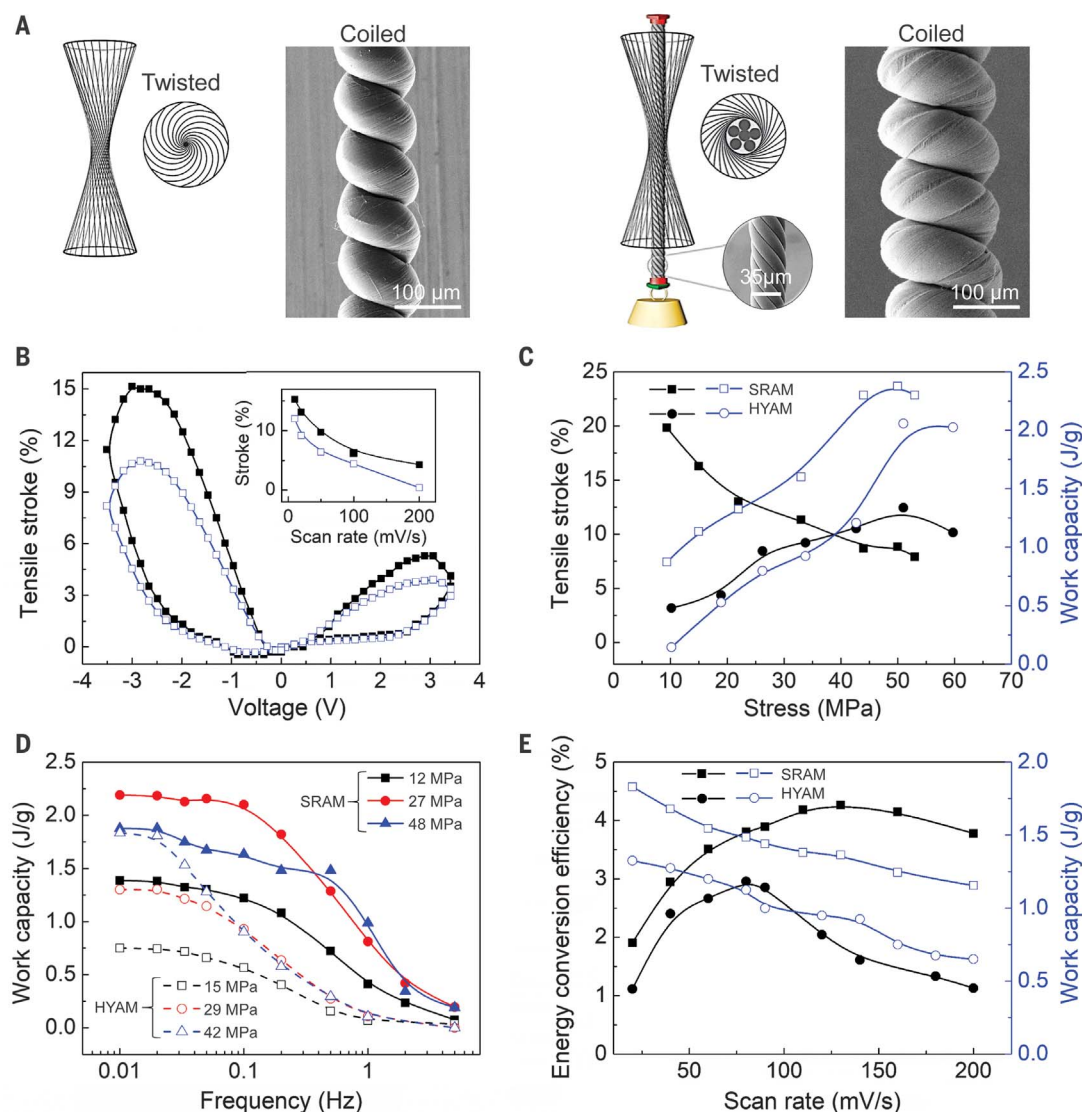 A
Twisted
Coiled
100 µm
Twisted
35µm
Coiled
100 µm
B
Tensile stroke (%)
15
12
9
6
3
0
-4 -3 -2 -1 0 1 2 3 4
Voltage (V)
Stroke (%)
10
0
0 100 200
Scan rate (mV/s)
C
Tensile stroke (%)
25
20
15
10
5
0
0 10 20 30 40 50 60 70
Stress (MPa)
SRAM
HYAM
2.5
2.0
1.5
1.0
0.5
0.0
Work capacity (J/g)
D
Work capacity (J/g)
2.5
2.0
1.5
1.0
0.5
0.0
SRAM
12 MPa
27 MPa
48 MPa
HYAM
15 MPa
29 MPa
42 MPa
0.01 0.1 1
Frequency (Hz)
E
Energy conversion efficiency (%)
5
4
3
2
1
0
SRAM
HYAM
50 100 150 200
Scan rate (mV/s)
2.0
1.5
1.0
0.5
0.0
Work capacity (J/g)